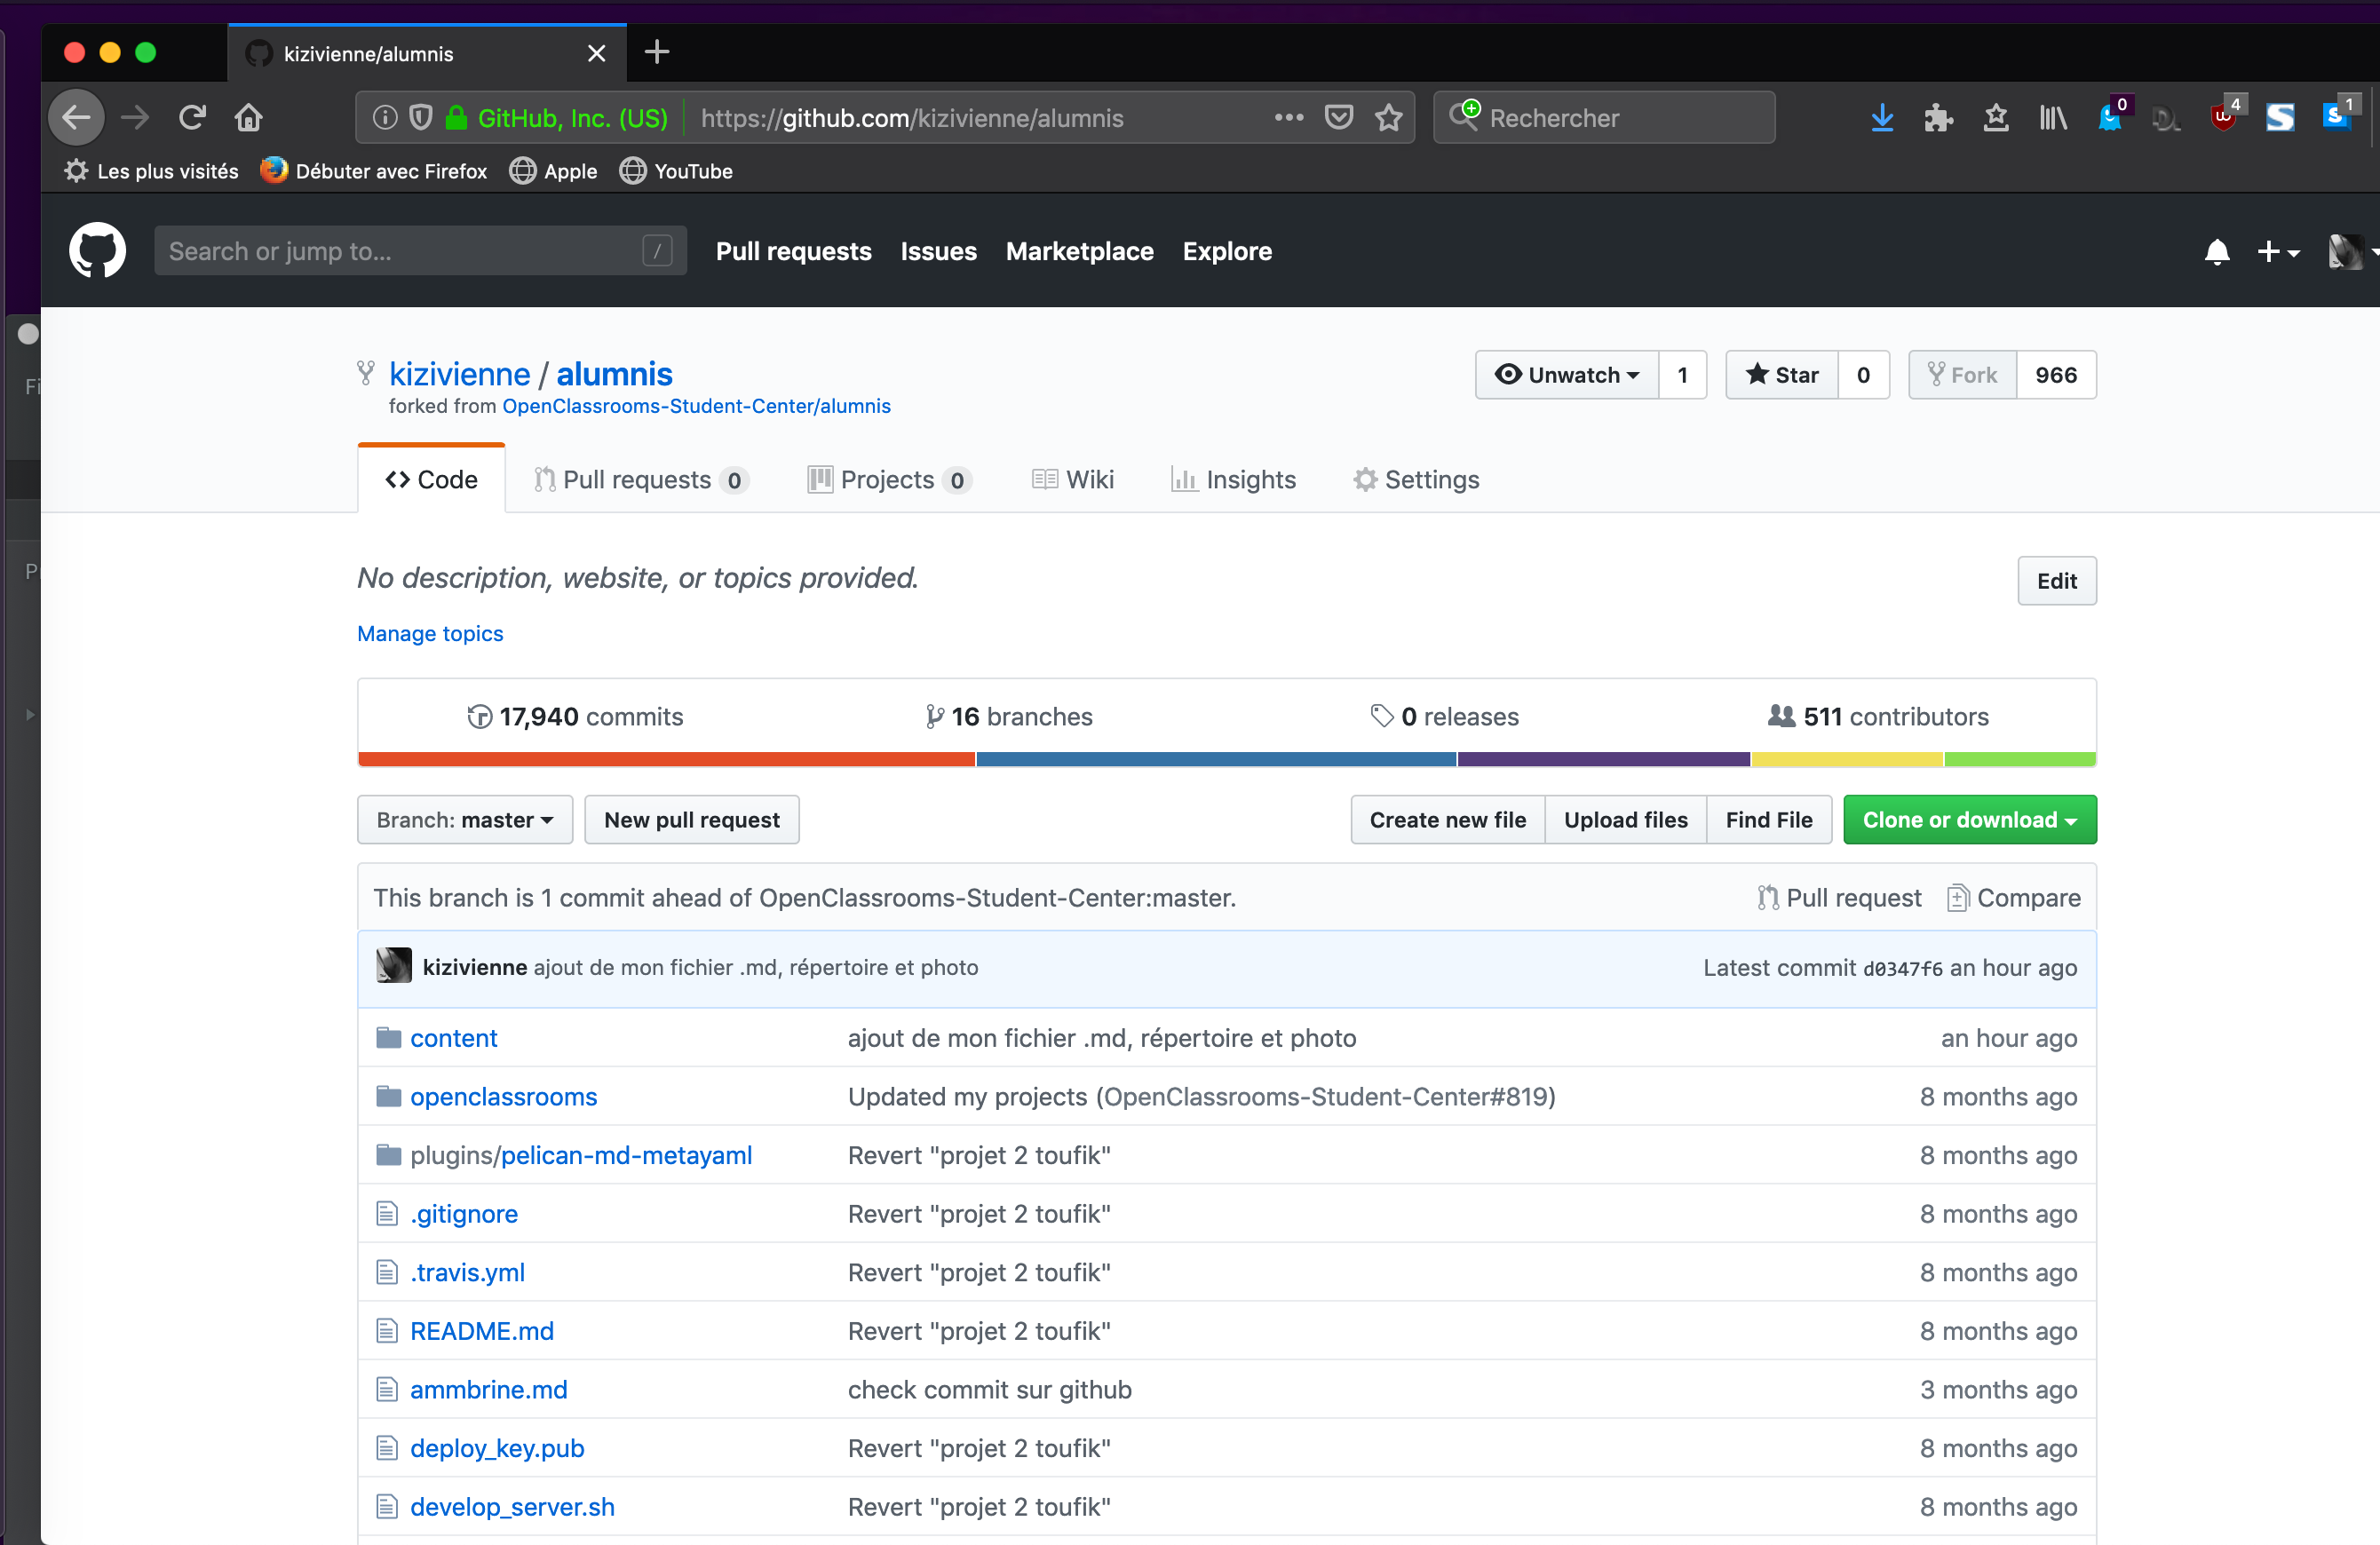 kizivienne/alumnis
GitHub, Inc. (US) https://github.com/kizivienne/alumnis Rechercher 0 4 1
Les plus visités Débuter avec Firefox Apple YouTube
Search or jump to... / Pull requests Issues Marketplace Explore
kizivienne / alumnis Unwatch 1 Star 0 Fork 966
forked from OpenClassrooms-Student-Center/alumnis
Code Pull requests 0 Projects 0 Wiki Insights Settings
No description, website, or topics provided. Edit
Manage topics
17,940 commits 16 branches 0 releases 511 contributors
Branch: master New pull request Create new file Upload files Find File Clone or download
This branch is 1 commit ahead of OpenClassrooms-Student-Center:master. Pull request Compare
kizivienne ajout de mon fichier .md, répertoire et photo Latest commit d0347f6 an hour ago
content ajout de mon fichier .md, répertoire et photo an hour ago
openclassrooms Updated my projects (OpenClassrooms-Student-Center#819) 8 months ago
plugins/pelican-md-metayaml Revert "projet 2 toufik" 8 months ago
.gitignore Revert "projet 2 toufik" 8 months ago
.travis.yml Revert "projet 2 toufik" 8 months ago
README.md Revert "projet 2 toufik" 8 months ago
ammbrine.md check commit sur github 3 months ago
deploy_key.pub Revert "projet 2 toufik" 8 months ago
develop_server.sh Revert "projet 2 toufik" 8 months ago